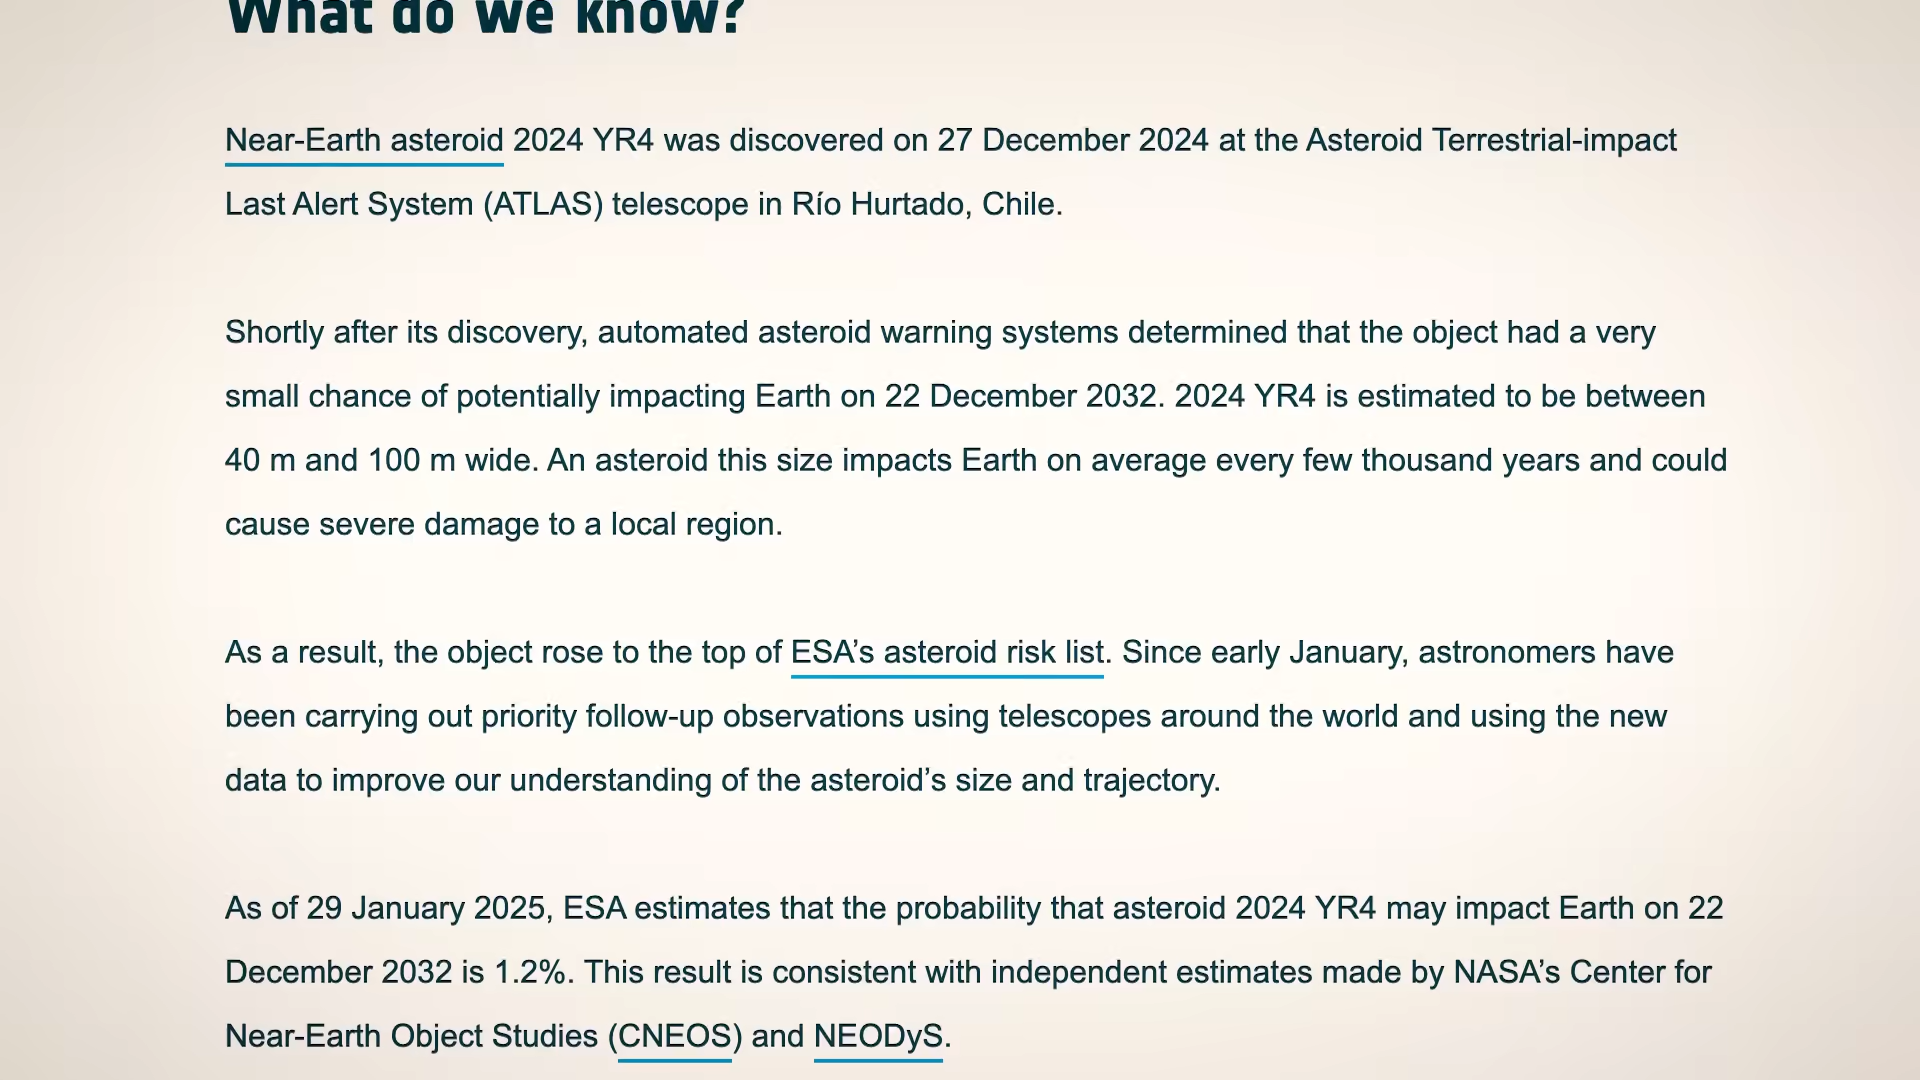 What do we know?
Near-Earth asteroid 2024 YR4 was discovered on 27 December 2024 at the Asteroid Terrestrial-impact
Last Alert System (ATLAS) telescope in Río Hurtado, Chile.
Shortly after its discovery, automated asteroid warning systems determined that the object had a very
small chance of potentially impacting Earth on 22 December 2032. 2024 YR4 is estimated to be between
40 m and 100 m wide. An asteroid this size impacts Earth on average every few thousand years and could
cause severe damage to a local region.
As a result, the object rose to the top of ESA’s asteroid risk list. Since early January, astronomers have
been carrying out priority follow-up observations using telescopes around the world and using the new
data to improve our understanding of the asteroid’s size and trajectory.
As of 29 January 2025, ESA estimates that the probability that asteroid 2024 YR4 may impact Earth on 22
December 2032 is 1.2%. This result is consistent with independent estimates made by NASA’s Center for
Near-Earth Object Studies (CNEOS) and NEODyS.